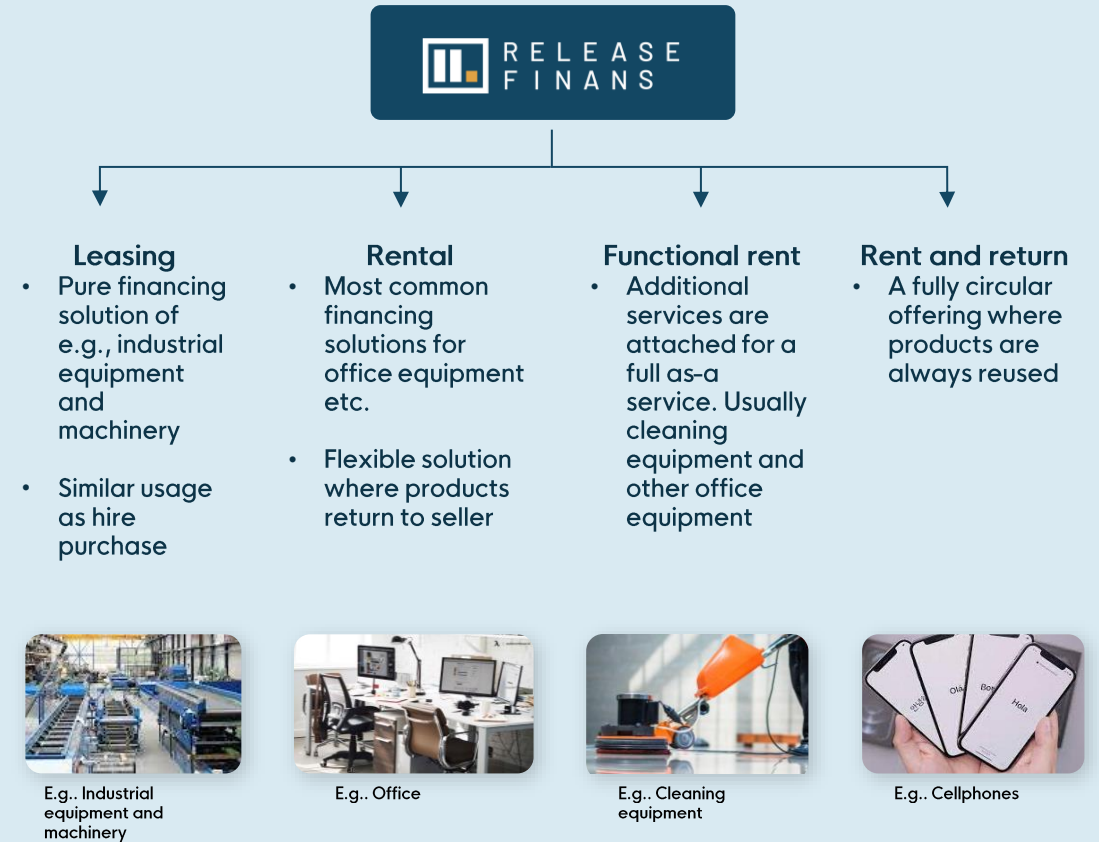 RELEASE
FINANS
Leasing
• Pure financing
solution of
e.g., industrial
equipment
and
machinery
• Similar usage
as hire
purchase
Rental
• Most common
financing
solutions for
office equipment
etc.
• Flexible solution
where products
return to seller
Functional rent
• Additional
services are
attached for a
full as-a
service. Usually
cleaning
equipment and
other office
equipment
Rent and return
• A fully circular
offering where
products are
always reused
Olá
Hola
E.g.. Industrial
equipment and
machinery
E.g.. Office
E.g.. Cleaning
equipment
E.g.. Cellphones